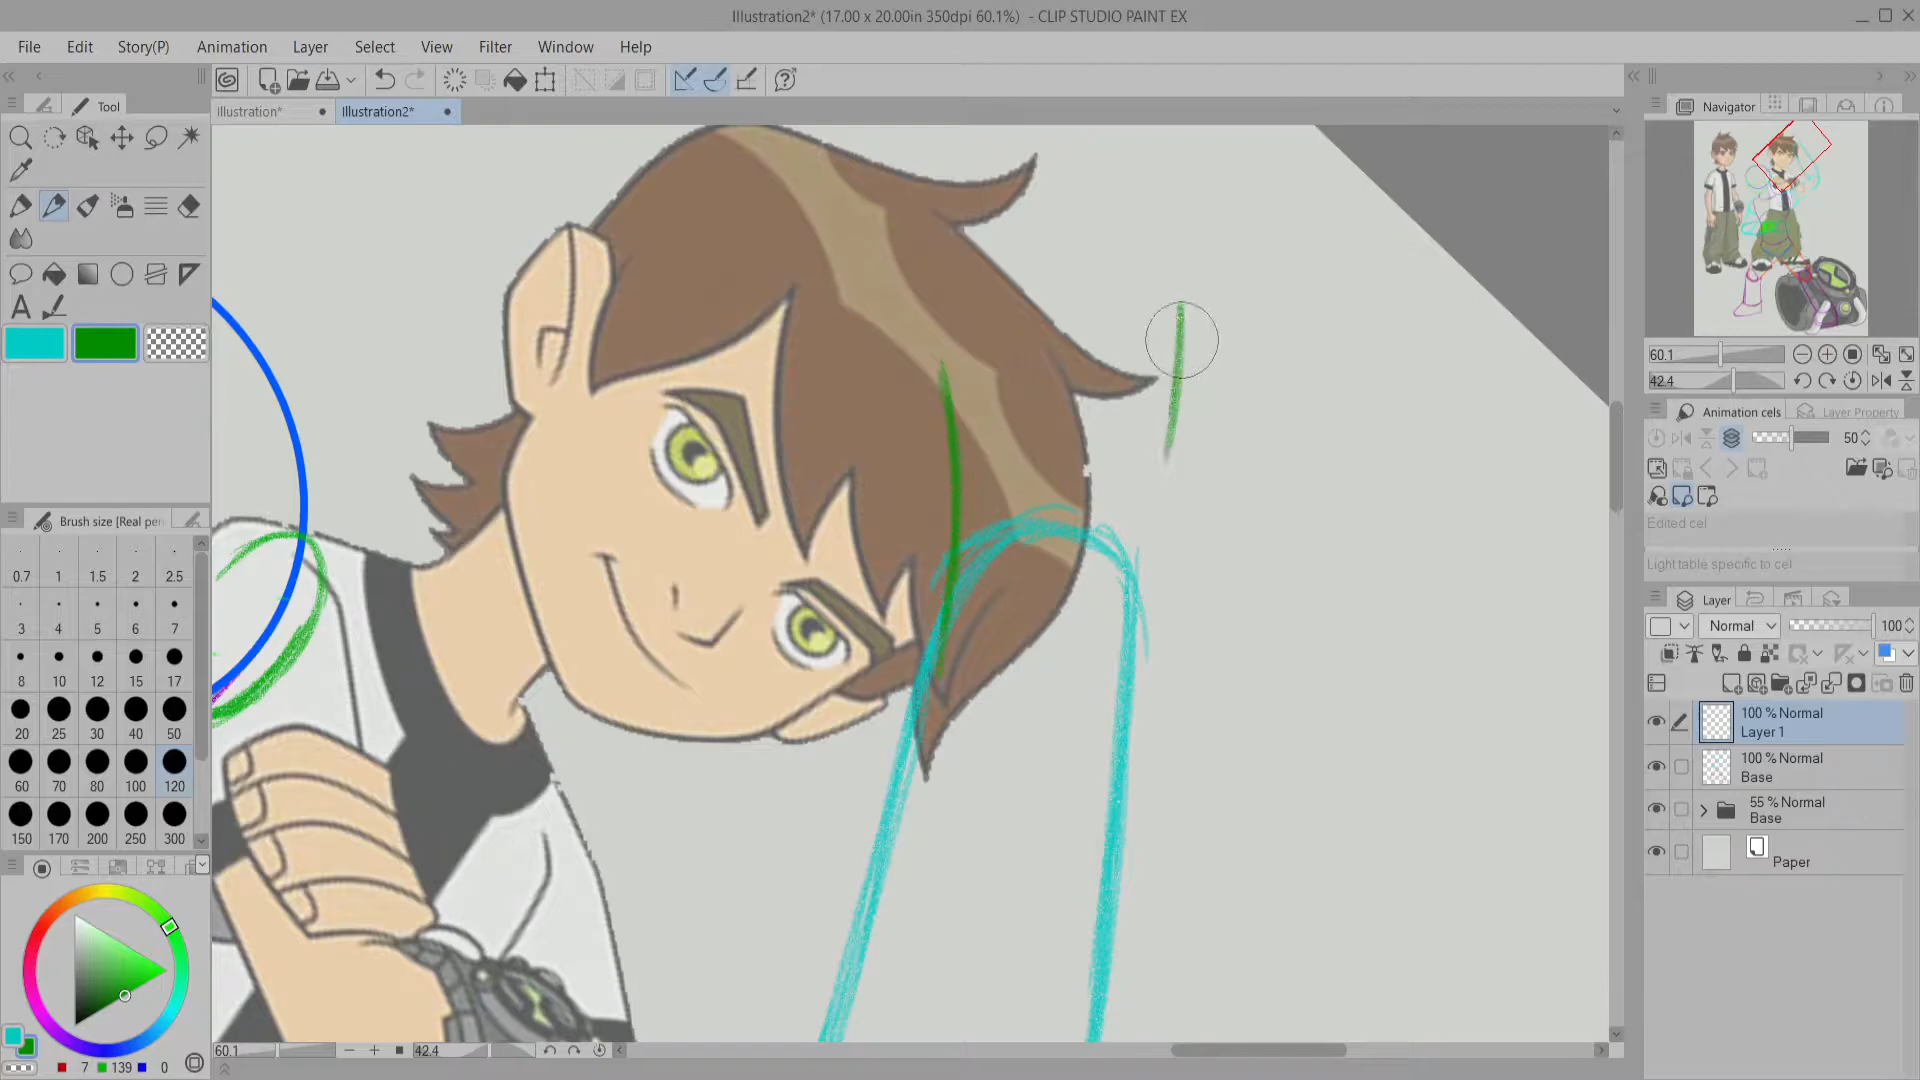 Illustration2* (17.00 x 20.00in 350dpi 60.1%) - CLIP STUDIO PAINT EX
File Edit Story(P) Animation Layer Select View Filter Window Help
Tool
Illustration* Illustration2*
Navigator
60.1
42.4
Animation cels Layer Property
50
Edited cel
Light table specific to cel
Brush size [Real pen
0.7 1 1.5 2 2.5
3 4 5 6 7
8 10 12 15 17
20 25 30 40 50
60 70 80 100 120
150 170 200 250 300
Layer
Normal 100
100 % Normal
Layer 1
100 % Normal
Base
55 % Normal
Base
Paper
60.1 42.4
7 139 0